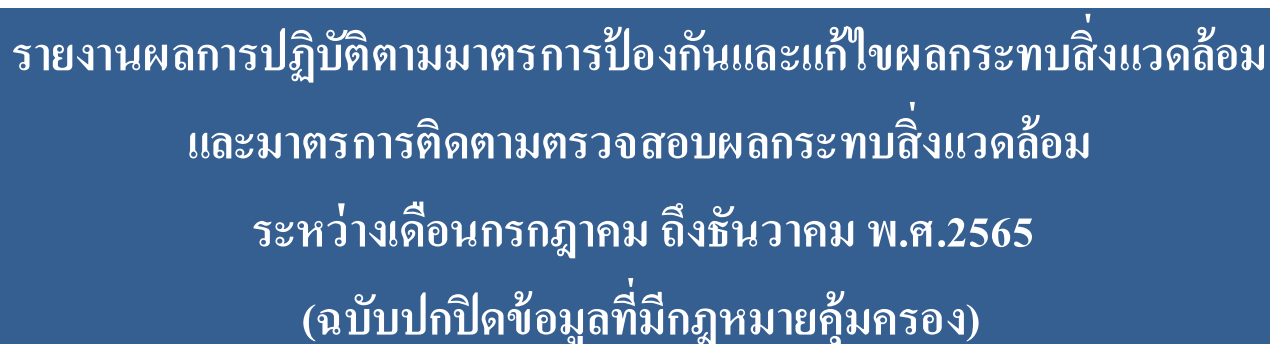 รายงานผลการปฏิบัติตามมาตรการป้องกันและแก้ไขผลกระทบสิ่งแวดล้อม
และมาตรการติดตามตรวจสอบผลกระทบสิ่งแวดล้อม
ระหว่างเดือนกรกฎาคม ถึงธันวาคม พ.ศ.2565
(ฉบับปกปิดข้อมูลที่มีกฎหมายคุ้มครอง)